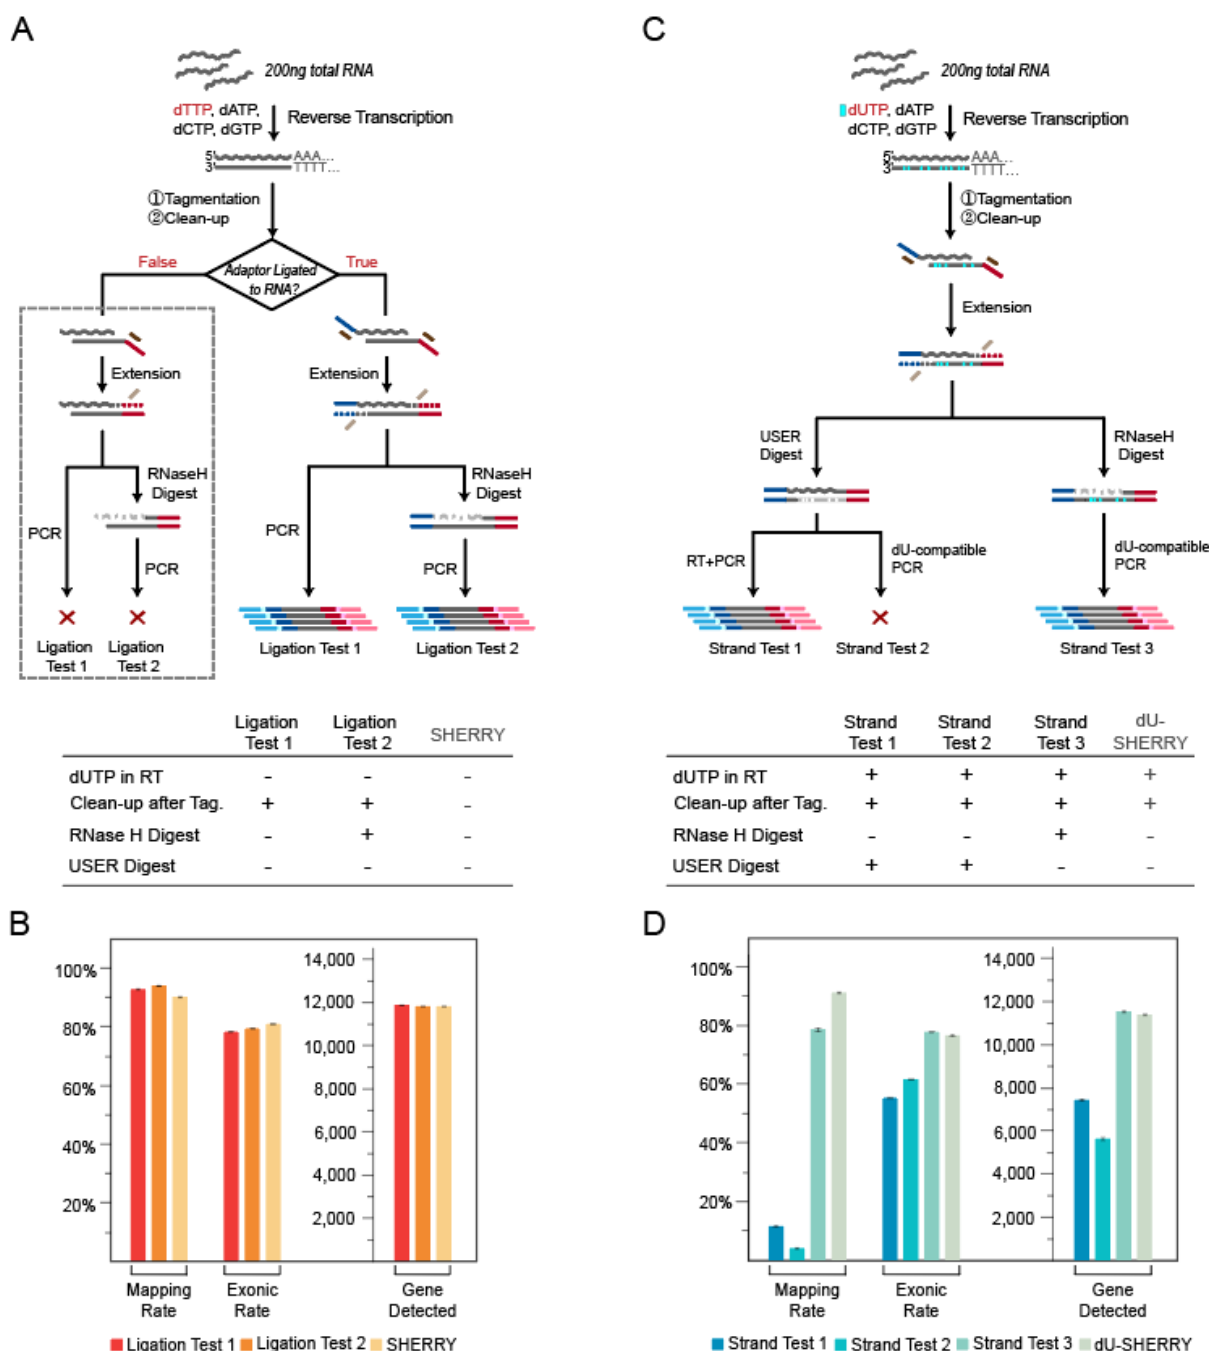 A
200ng total RNA
dTTP, dATP,
dCTP, dGTP
Reverse Transcription
5' AAA...
3' TTTT...
①Tagmentation
②Clean-up
False
Adaptor Ligated
to RNA?
True
Extension
Extension
RNaseH
Digest
RNaseH
Digest
PCR
PCR
PCR
PCR
Ligation
Test 1
Ligation
Test 2
Ligation Test 1
Ligation Test 2
Ligation
Test 1
Ligation
Test 2
SHERRY
dUTP in RT - - -
Clean-up after Tag. + + -
RNase H Digest - + -
USER Digest - - -
B
100%
80%
60%
40%
20%
14,000
12,000
10,000
8,000
6,000
4,000
2,000
Mapping
Rate
Exonic
Rate
Gene
Detected
Ligation Test 1 Ligation Test 2 SHERRY
C
200ng total RNA
dUTP, dATP
dCTP, dGTP
Reverse Transcription
5' AAA...
3' TTTT...
①Tagmentation
②Clean-up
Extension
USER
Digest
RNaseH
Digest
RT+PCR
dU-compatible
PCR
dU-compatible
PCR
Strand Test 1
Strand Test 2
Strand Test 3
Strand
Test 1
Strand
Test 2
Strand
Test 3
dU-
SHERRY
dUTP in RT + + + +
Clean-up after Tag. + + + +
RNase H Digest - - + -
USER Digest + + - -
D
100%
80%
60%
40%
20%
14,000
12,000
10,000
8,000
6,000
4,000
2,000
Mapping
Rate
Exonic
Rate
Gene
Detected
Strand Test 1 Strand Test 2 Strand Test 3 dU-SHERRY